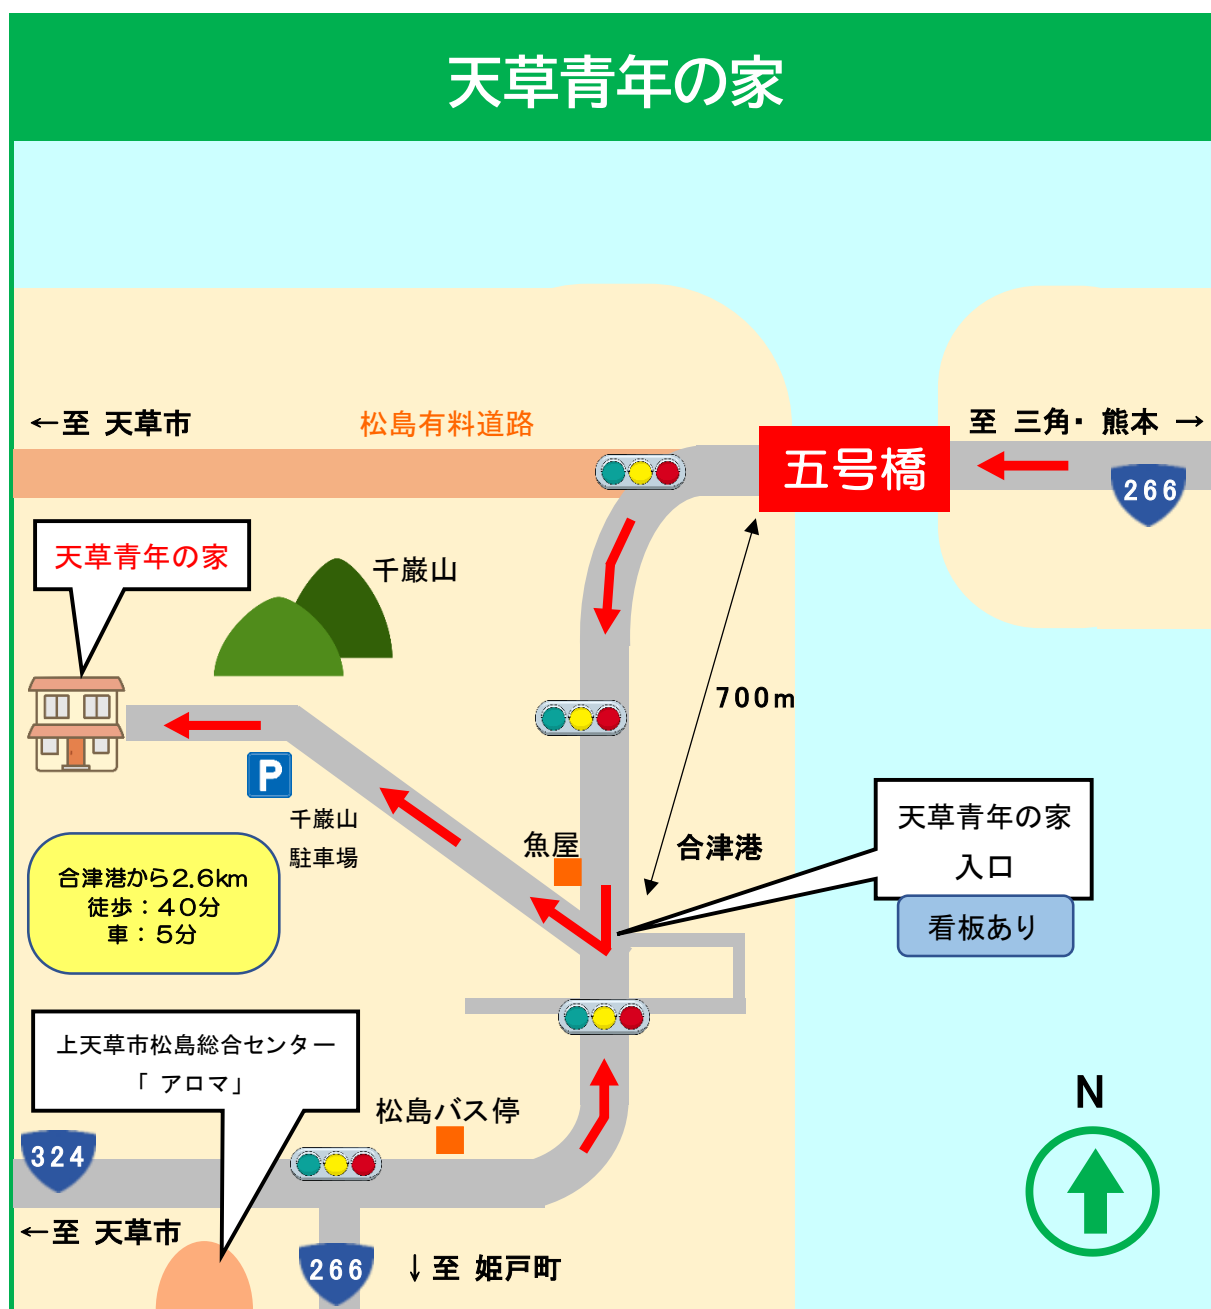 天草青年の家
←至 天草市
松島有料道路
至 三角・熊本 →
五号橋
266
天草青年の家
千巌山
700m
P
千巌山
駐車場
魚屋
合津港
天草青年の家
入口
看板あり
合津港から2.6km
徒歩:40分
車:5分
上天草市松島総合センター
「アロマ」
松島バス停
N
324
←至 天草市
266
↓至 姫戸町